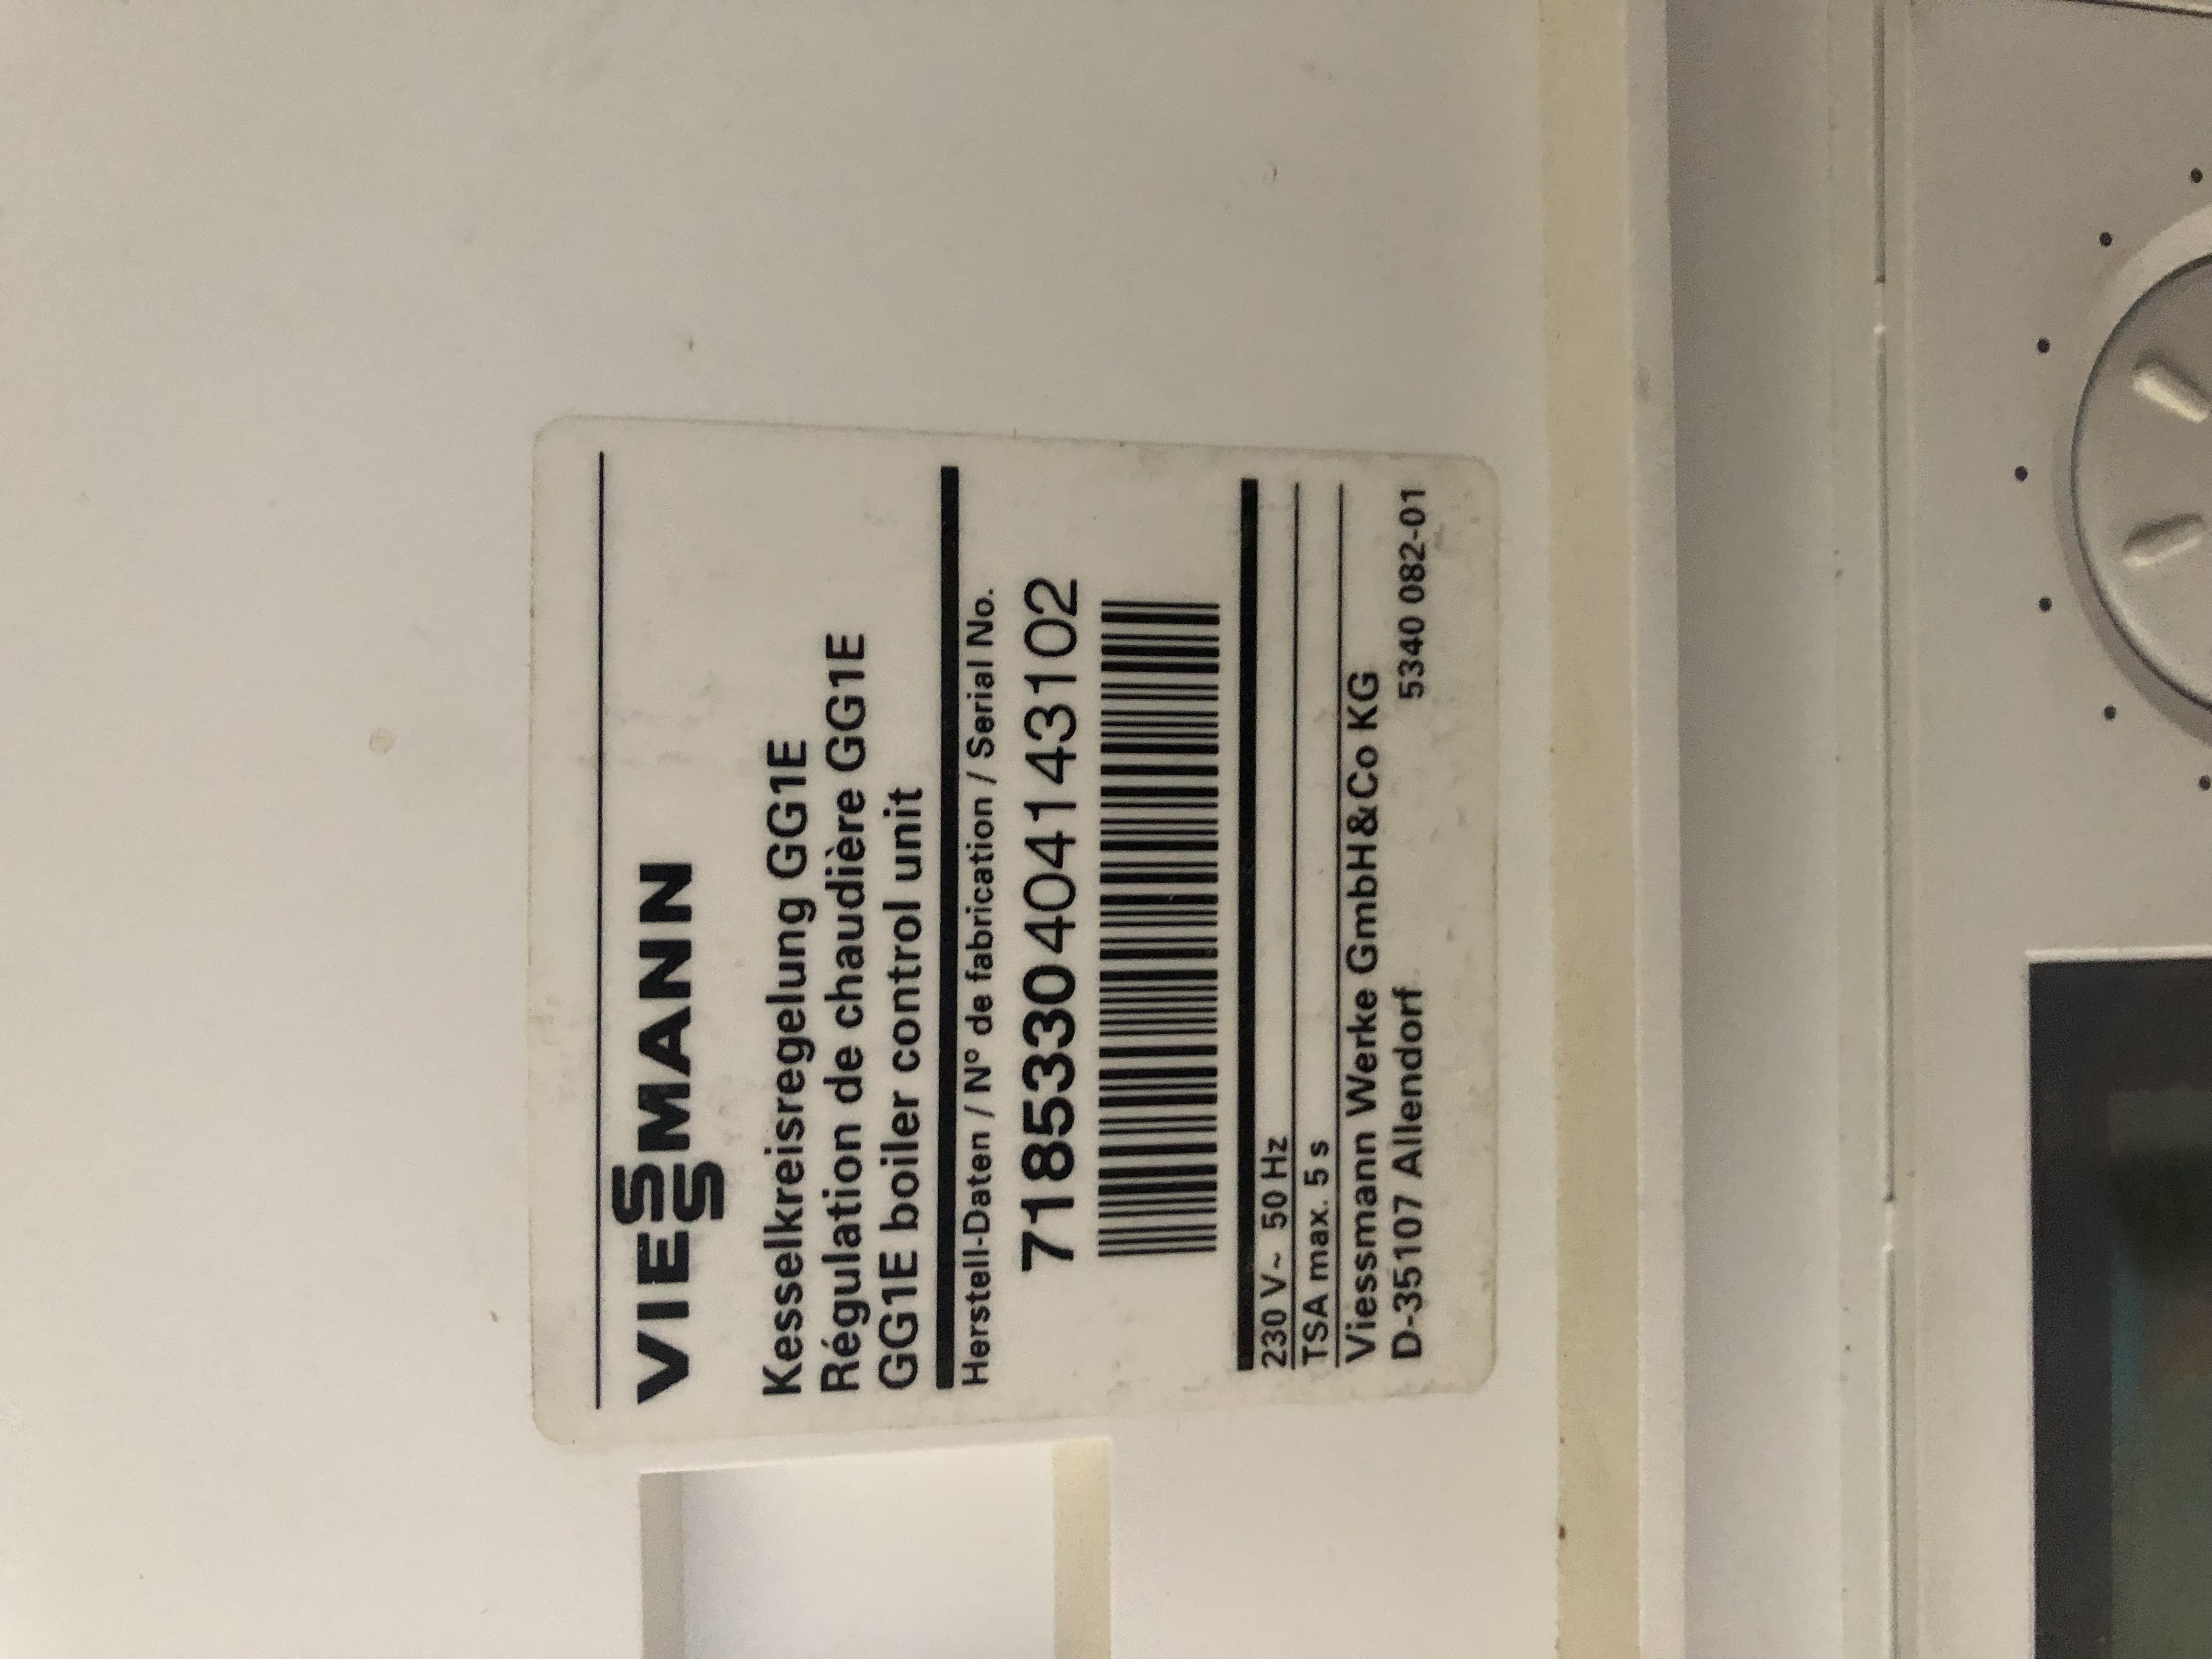 VIESSMANN
Kesselkreisregelung GG1E
Régulation de chaudière GG1E
GG1E boiler control unit
Herstell-Daten / N° de fabrication / Serial No.
7185330404143102
230 V~ 50 Hz
TSA max. 5 s
Viessmann Werke GmbH&Co KG
D-35107 Allendorf 5340 082-01